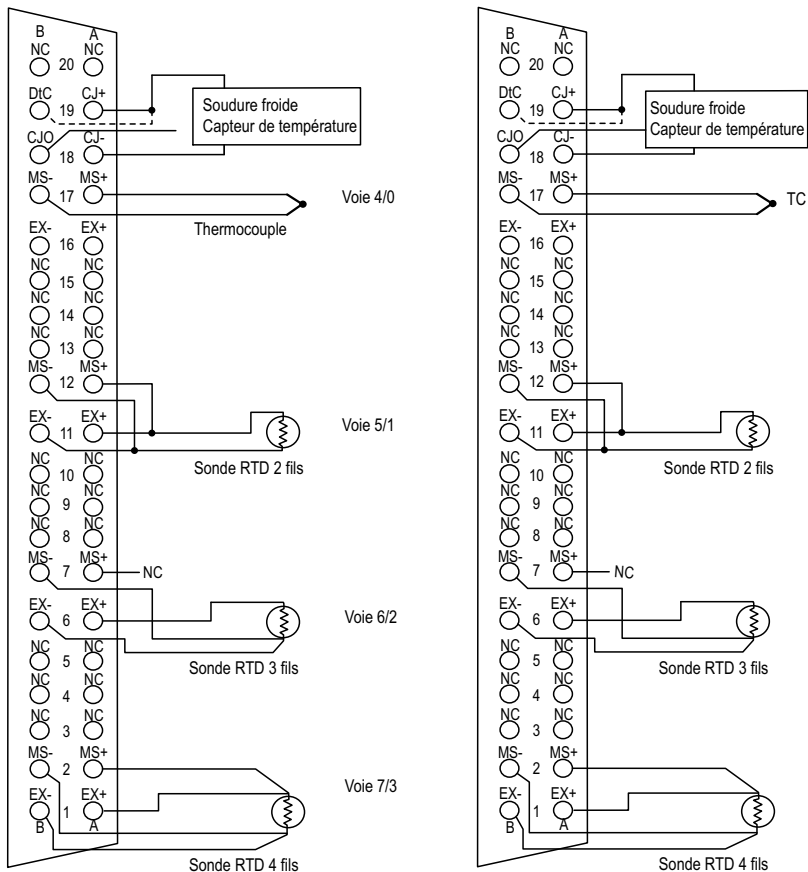 B A
NC NC
20
DtC CJ+
19
Soudure froide
Capteur de température
CJO CJ-
18
MS- MS+
17
Voie 4/0
Thermocouple
EX- EX+
16
NC NC
15
NC NC
14
NC NC
13
MS- MS+
12
EX- EX+
11
Voie 5/1
Sonde RTD 2 fils
NC NC
10
NC NC
9
NC NC
8
MS- MS+
7
NC
EX- EX+
6
Voie 6/2
NC NC
5
Sonde RTD 3 fils
NC NC
4
NC NC
3
MS- MS+
2
Voie 7/3
EX- EX+
1
B A
Sonde RTD 4 fils
B A
NC NC
20
DtC CJ+
19
Soudure froide
Capteur de température
CJO CJ-
18
MS- MS+
17
TC
EX- EX+
16
NC NC
15
NC NC
14
NC NC
13
MS- MS+
12
EX- EX+
11
Sonde RTD 2 fils
NC NC
10
NC NC
9
NC NC
8
MS- MS+
7
NC
EX- EX+
6
NC NC
5
Sonde RTD 3 fils
NC NC
4
NC NC
3
MS- MS+
2
EX- EX+
1
B A
Sonde RTD 4 fils